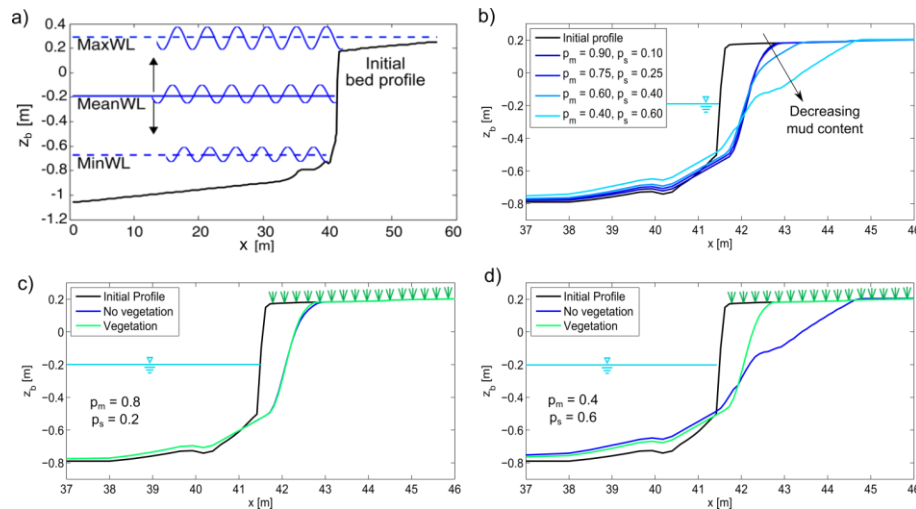 a)
0.4
0.2
0
-0.2
-0.4
-0.6
-0.8
-1
-1.2
z_b [m]
MaxWL
MeanWL
MinWL
Initial
bed profile
0 10 20 30 40 50 60
x [m]
b)
Initial profile
p_m = 0.90, p_s = 0.10
p_m = 0.75, p_s = 0.25
p_m = 0.60, p_s = 0.40
p_m = 0.40, p_s = 0.60
Decreasing
mud content
0.2
0
-0.2
-0.4
-0.6
-0.8
z_b [m]
37 38 39 40 41 42 43 44 45 46
x [m]
c)
Initial Profile
No vegetation
Vegetation
0.2
0
-0.2
-0.4
-0.6
-0.8
z_b [m]
p_m = 0.8
p_s = 0.2
37 38 39 40 41 42 43 44 45 46
x [m]
d)
Initial Profile
No vegetation
Vegetation
0.2
0
-0.2
-0.4
-0.6
-0.8
z_b [m]
p_m = 0.4
p_s = 0.6
37 38 39 40 41 42 43 44 45 46
x [m]